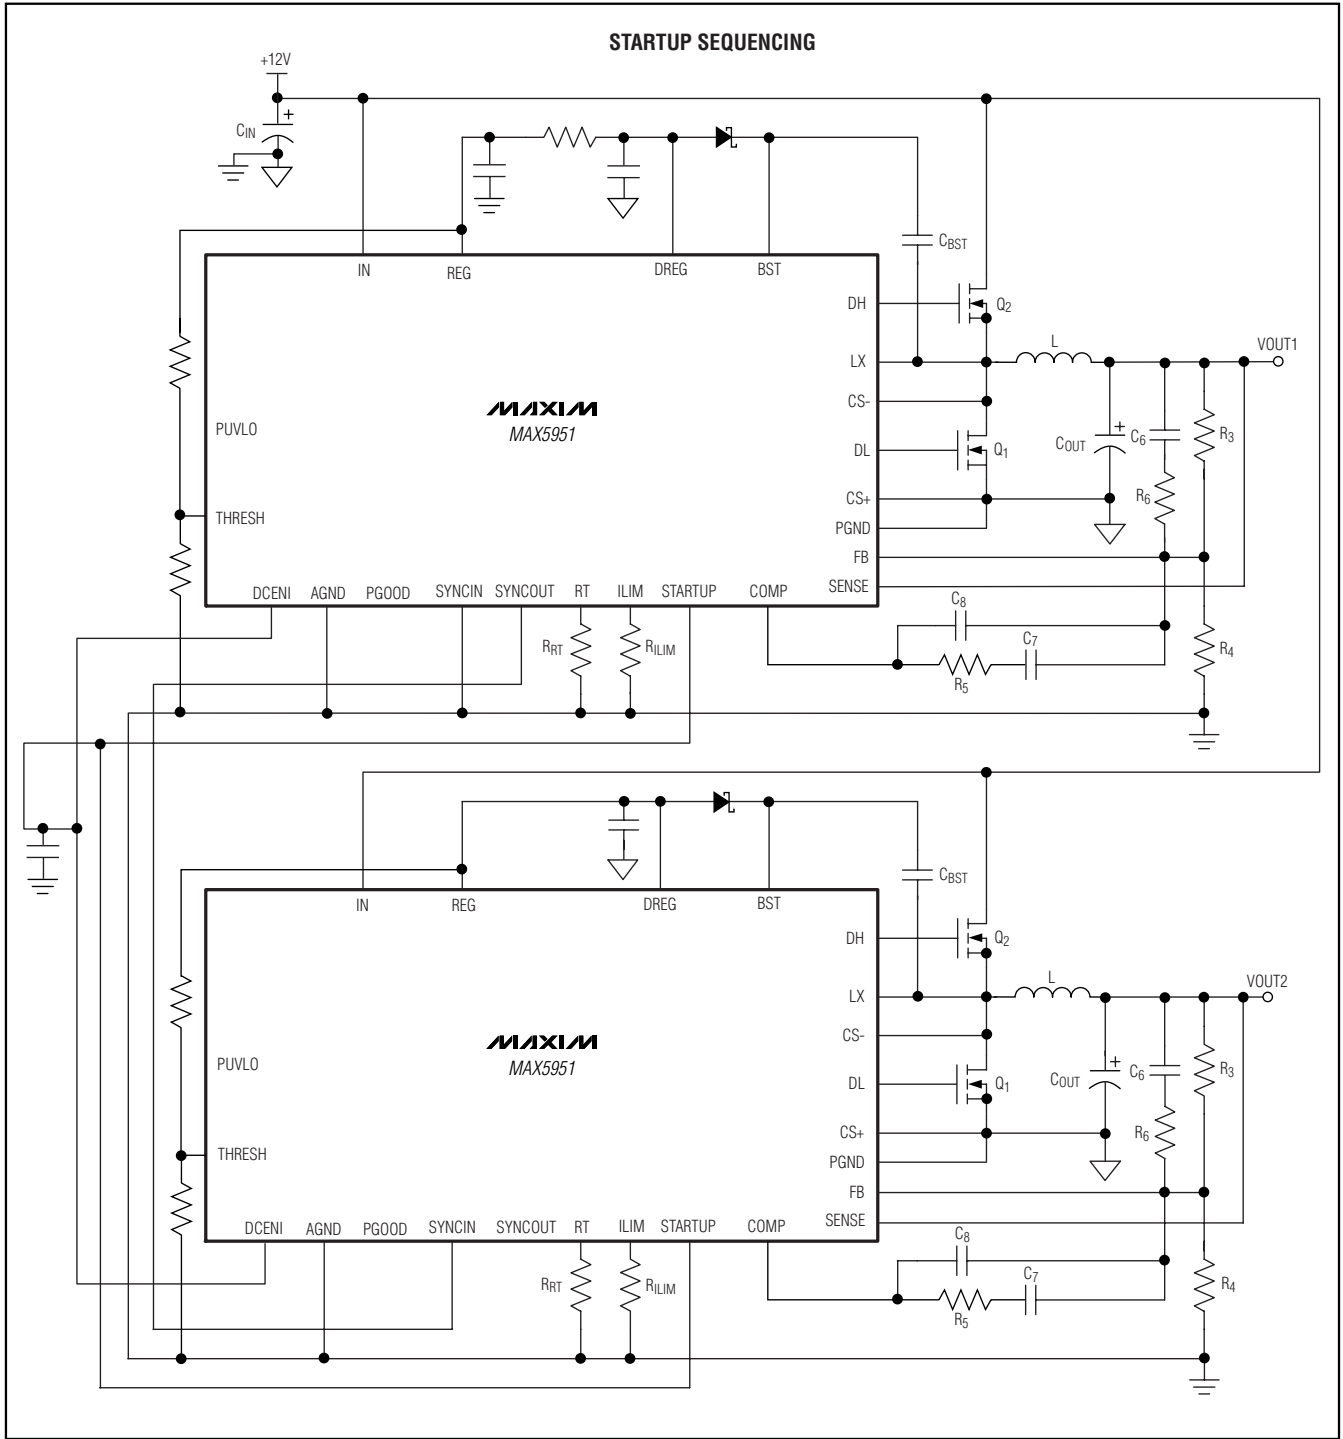 STARTUP SEQUENCING
+12V
CIN
IN
REG
DREG
BST
CBST
DH
Q2
LX
L
VOUT1
CS-
MAXIM
MAX5951
PUVLO
DL
Q1
COUT
C6
R3
CS+
R6
THRESH
PGND
FB
SENSE
DCENI
AGND
PGOOD
SYNCIN
SYNCOUT
RT
ILIM
STARTUP
COMP
C8
RRT
RILIM
C7
R4
R5
CBST
IN
REG
DREG
BST
DH
Q2
LX
L
VOUT2
CS-
MAXIM
MAX5951
PUVLO
DL
Q1
COUT
C6
R3
CS+
R6
THRESH
PGND
FB
SENSE
DCENI
AGND
PGOOD
SYNCIN
SYNCOUT
RT
ILIM
STARTUP
COMP
C8
RRT
RILIM
C7
R4
R5